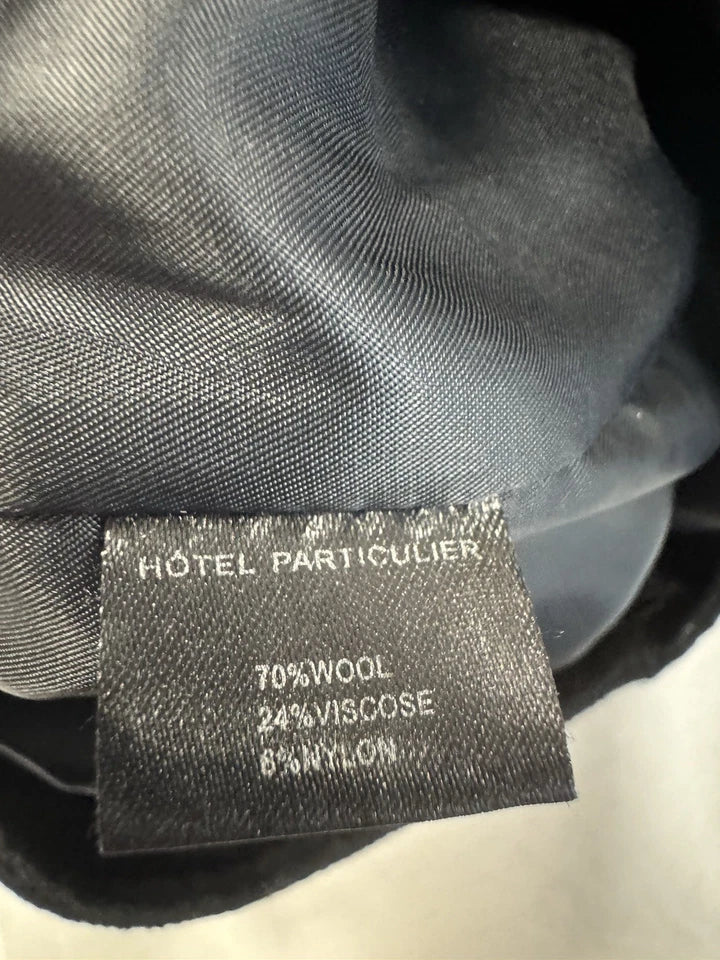 HÔTEL PARTICULIER
70%WOOL
24%VISCOSE
6%NYLON